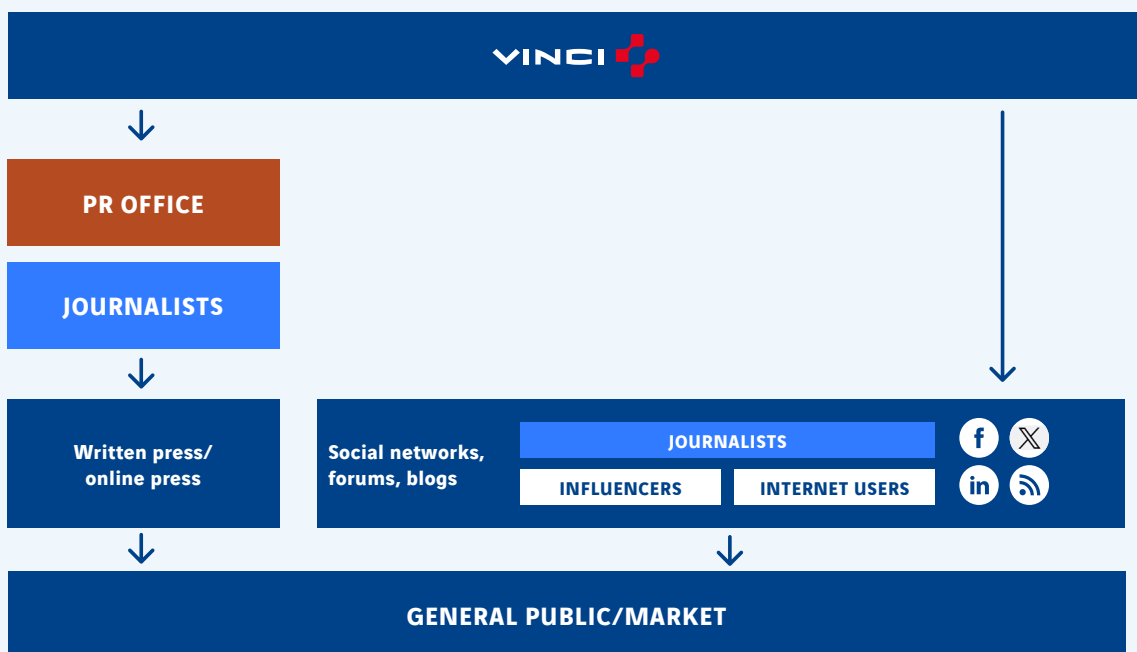 VINCI
PR OFFICE
JOURNALISTS
Written press/
online press
Social networks,
forums, blogs
JOURNALISTS
INFLUENCERS
INTERNET USERS
f
X
in
GENERAL PUBLIC/MARKET